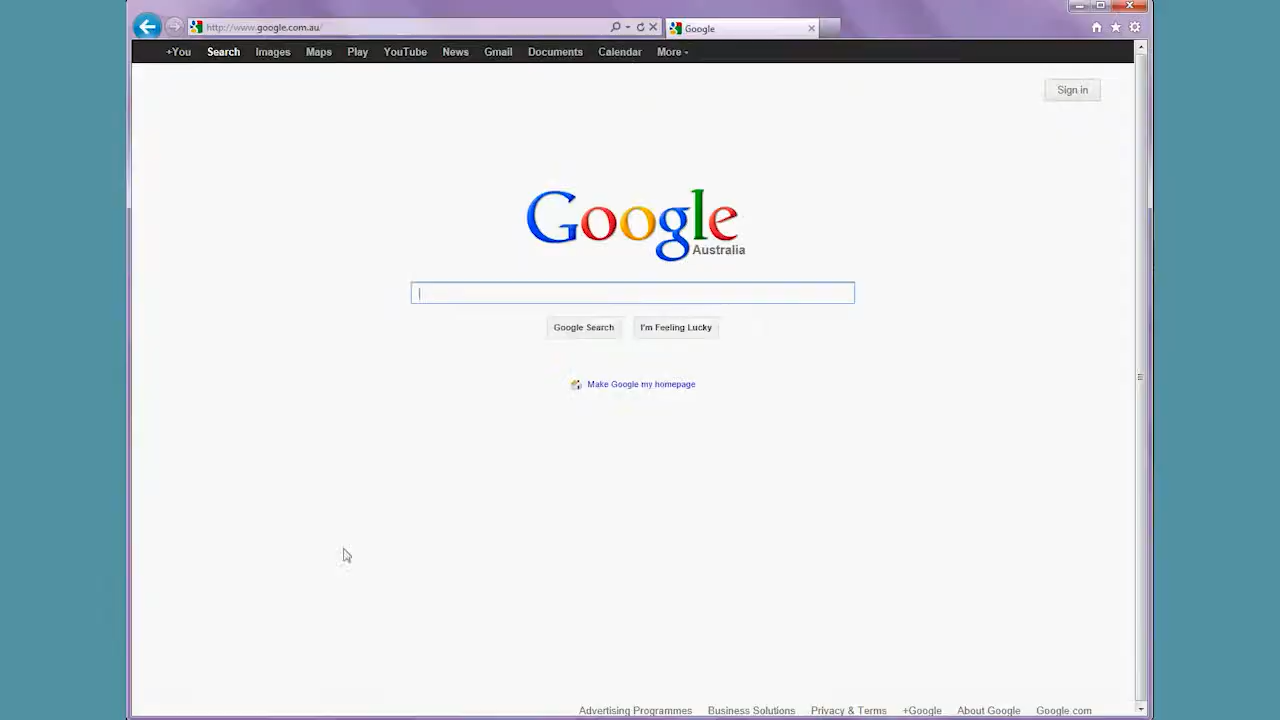 http://www.google.com.au/
Google
+You Search Images Maps Play YouTube News Gmail Documents Calendar More
Sign in
Google
Australia
Google Search I'm Feeling Lucky
Make Google my homepage
Advertising Programmes Business Solutions Privacy & Terms +Google About Google Google.com